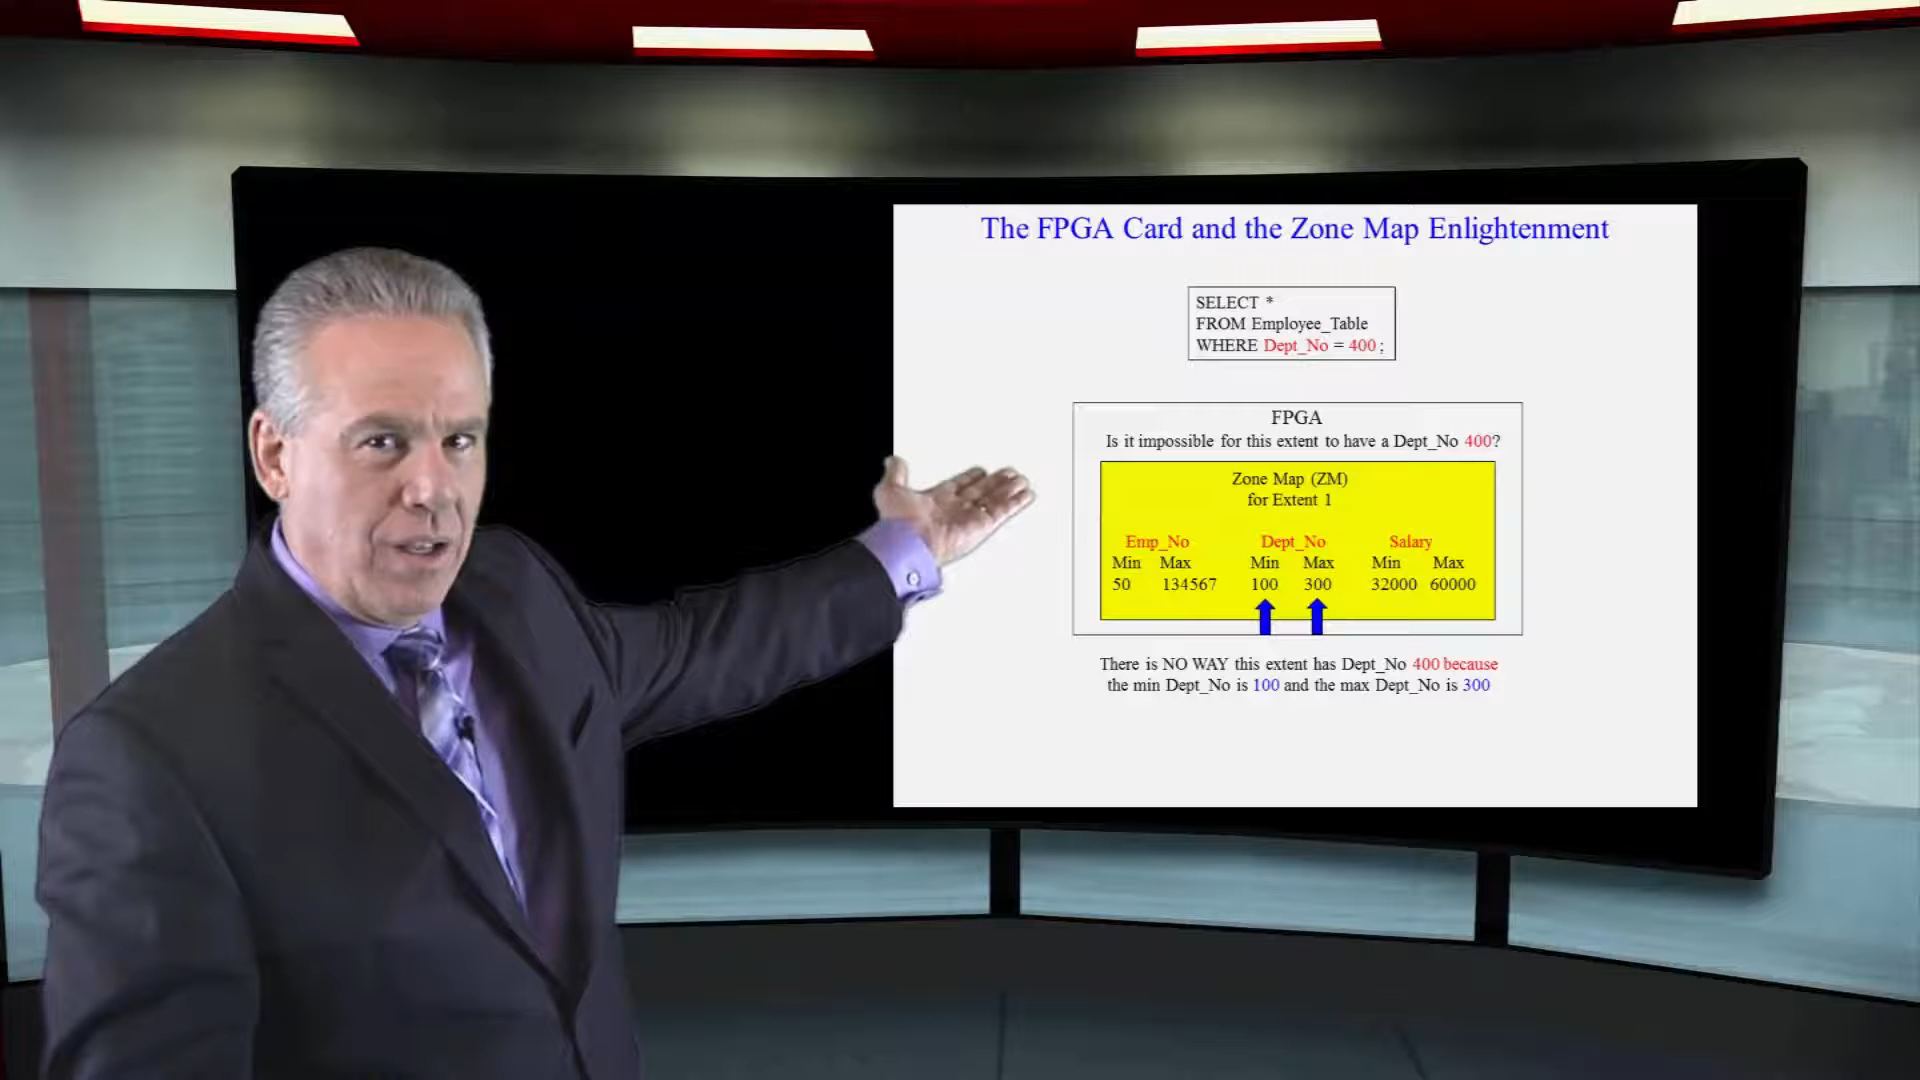 The FPGA Card and the Zone Map Enlightenment
SELECT *
FROM Employee_Table
WHERE Dept_No = 400 ;
FPGA
Is it impossible for this extent to have a Dept_No 400?
Zone Map (ZM)
for Extent 1
Emp_No Dept_No Salary
Min Max Min Max Min Max
50 134567 100 300 32000 60000
There is NO WAY this extent has Dept_No 400 because
the min Dept_No is 100 and the max Dept_No is 300